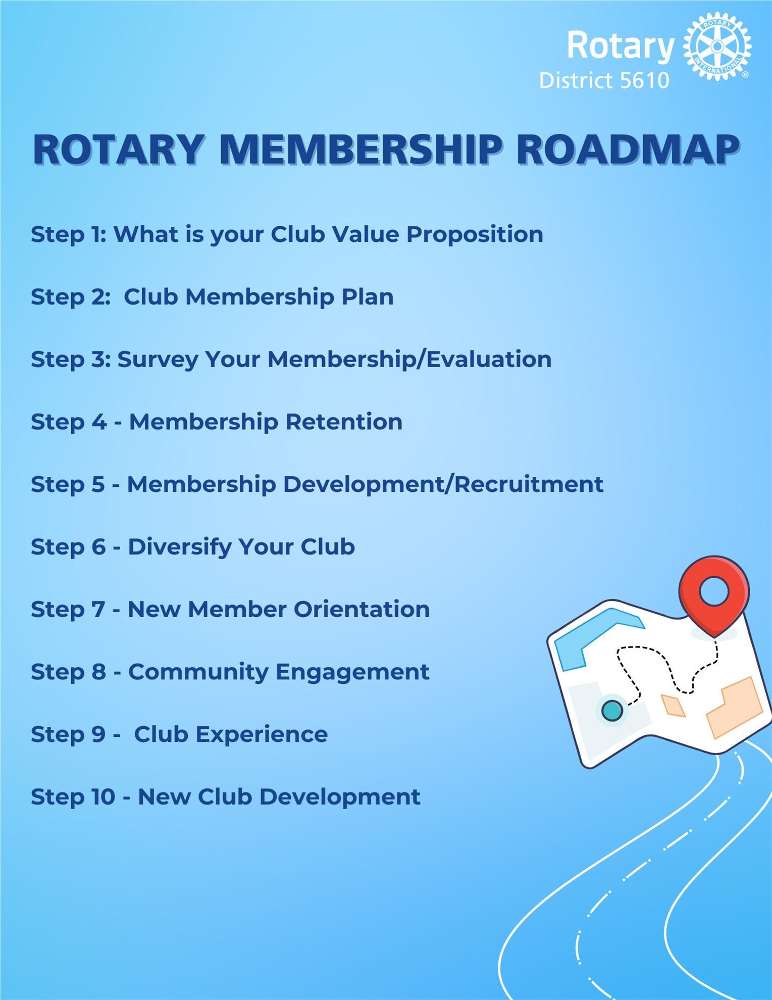 Rotary
District 5610
ROTARY
INTERNATIONAL
®
ROTARY MEMBERSHIP ROADMAP
Step 1: What is your Club Value Proposition
Step 2:  Club Membership Plan
Step 3: Survey Your Membership/Evaluation
Step 4 - Membership Retention
Step 5 - Membership Development/Recruitment
Step 6 - Diversify Your Club
Step 7 - New Member Orientation
Step 8 - Community Engagement
Step 9 -  Club Experience
Step 10 - New Club Development